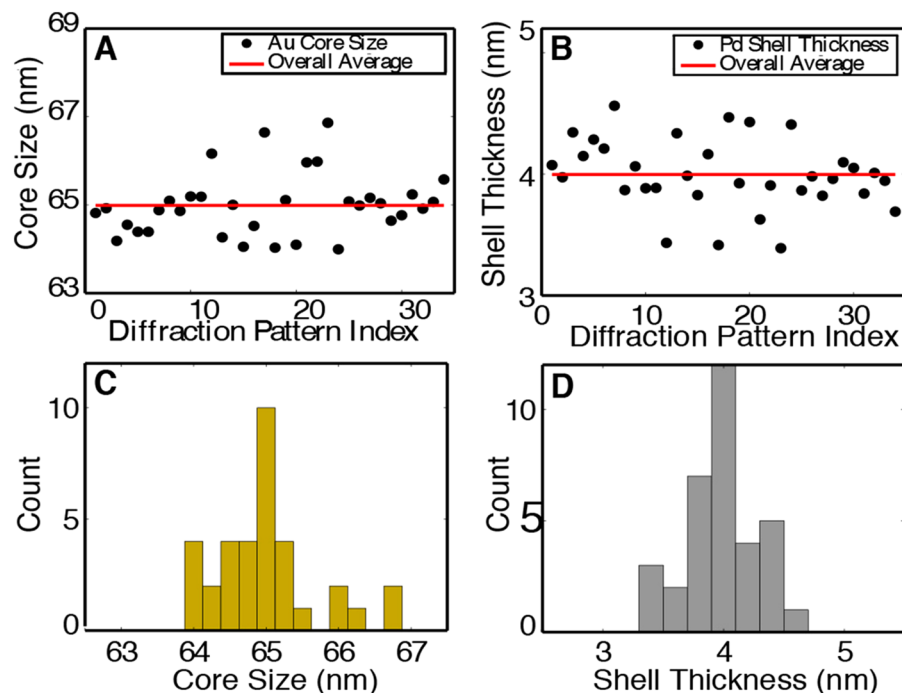 A
Au Core Size
Overall Average
69
67
65
63
Core Size (nm)
0 10 20 30
Diffraction Pattern Index
B
Pd Shell Thickness
Overall Average
5
4
3
Shell Thickness (nm)
0 10 20 30
Diffraction Pattern Index
C
10
5
0
Count
63 64 65 66 67
Core Size (nm)
D
10
5
0
Count
3 4 5
Shell Thickness (nm)